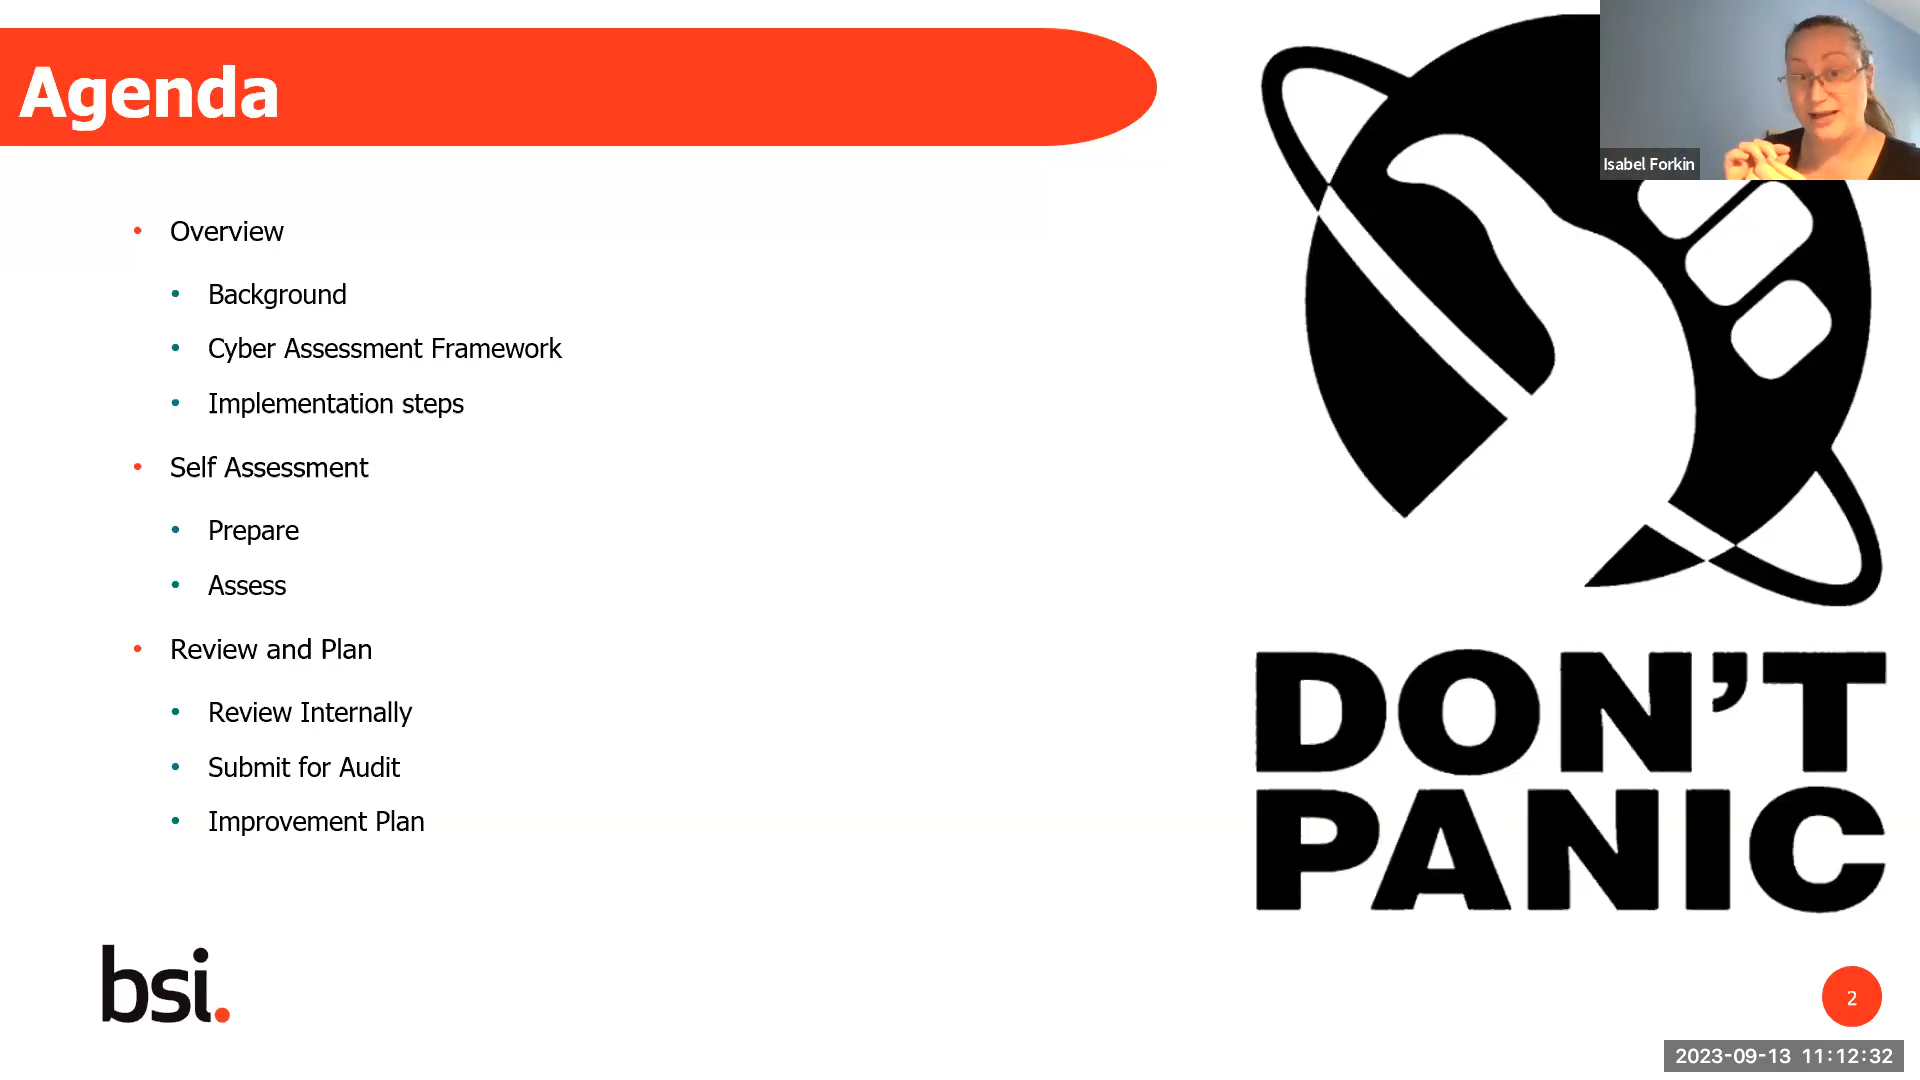 Agenda
Isabel Forkin
• Overview
• Background
• Cyber Assessment Framework
• Implementation steps
• Self Assessment
• Prepare
• Assess
• Review and Plan
• Review Internally
• Submit for Audit
• Improvement Plan
DON'T
PANIC
bsi.
2
2023-09-13 11:12:32